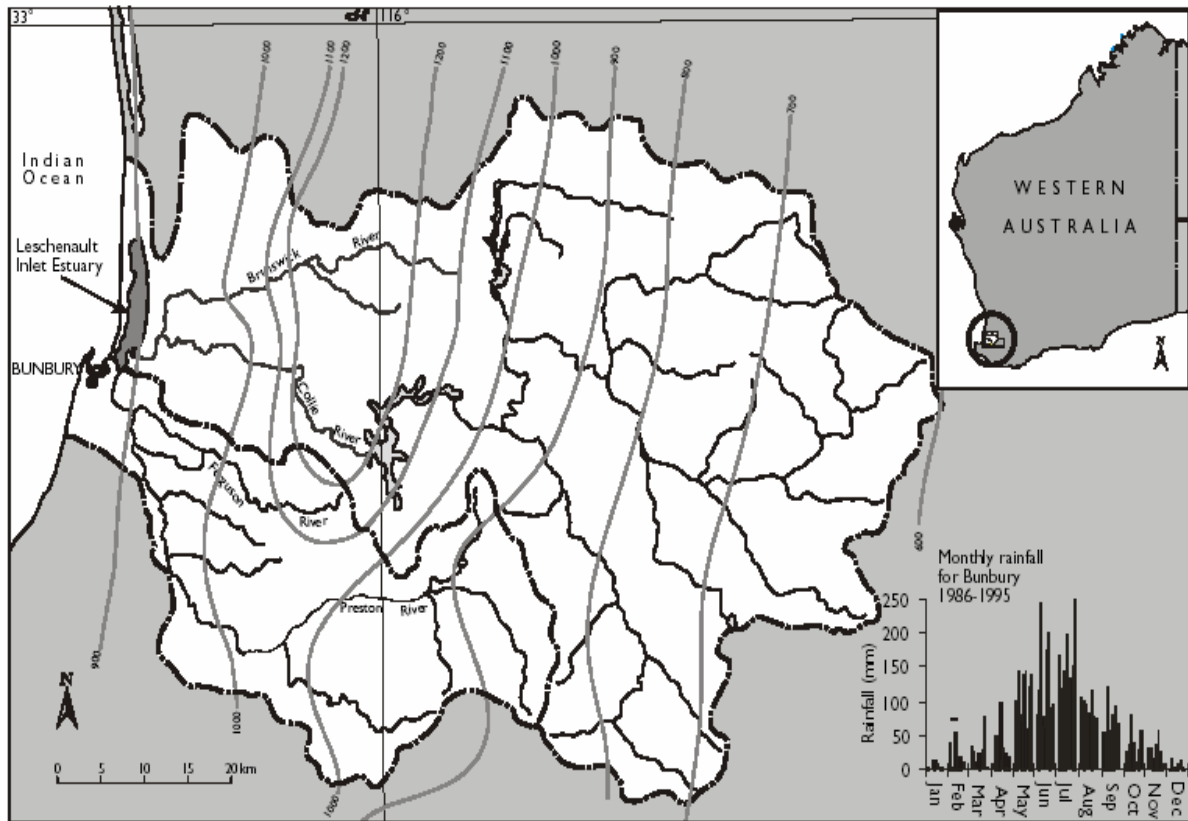 33°
116°
1000
1100
1200
1200
1100
1000
900
800
700
Indian
Ocean
WESTERN
AUSTRALIA
Leschenault
Inlet Estuary
Brunswick
River
BUNBURY
Collie
River
Ferguson
River
Preston
River
600
Monthly rainfall
for Bunbury
1986-1995
250
200
150
100
50
0
Rainfall (mm)
Jan
Feb
Mar
Apr
May
Jun
Jul
Aug
Sep
Oct
Nov
Dec
900
1000
1000
N
N
0
5
10
20 km